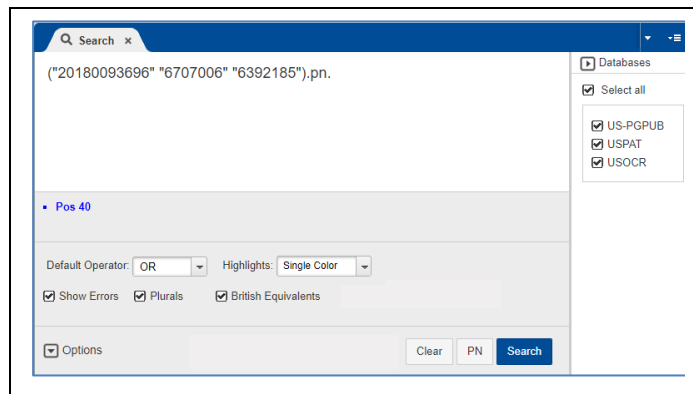 Search ×
("20180093696" "6707006" "6392185").pn.
Databases
Select all
US-PGPUB
USPAT
USOCR
Pos 40
Default Operator: OR Highlights: Single Color
Show Errors Plurals British Equivalents
Options Clear PN Search